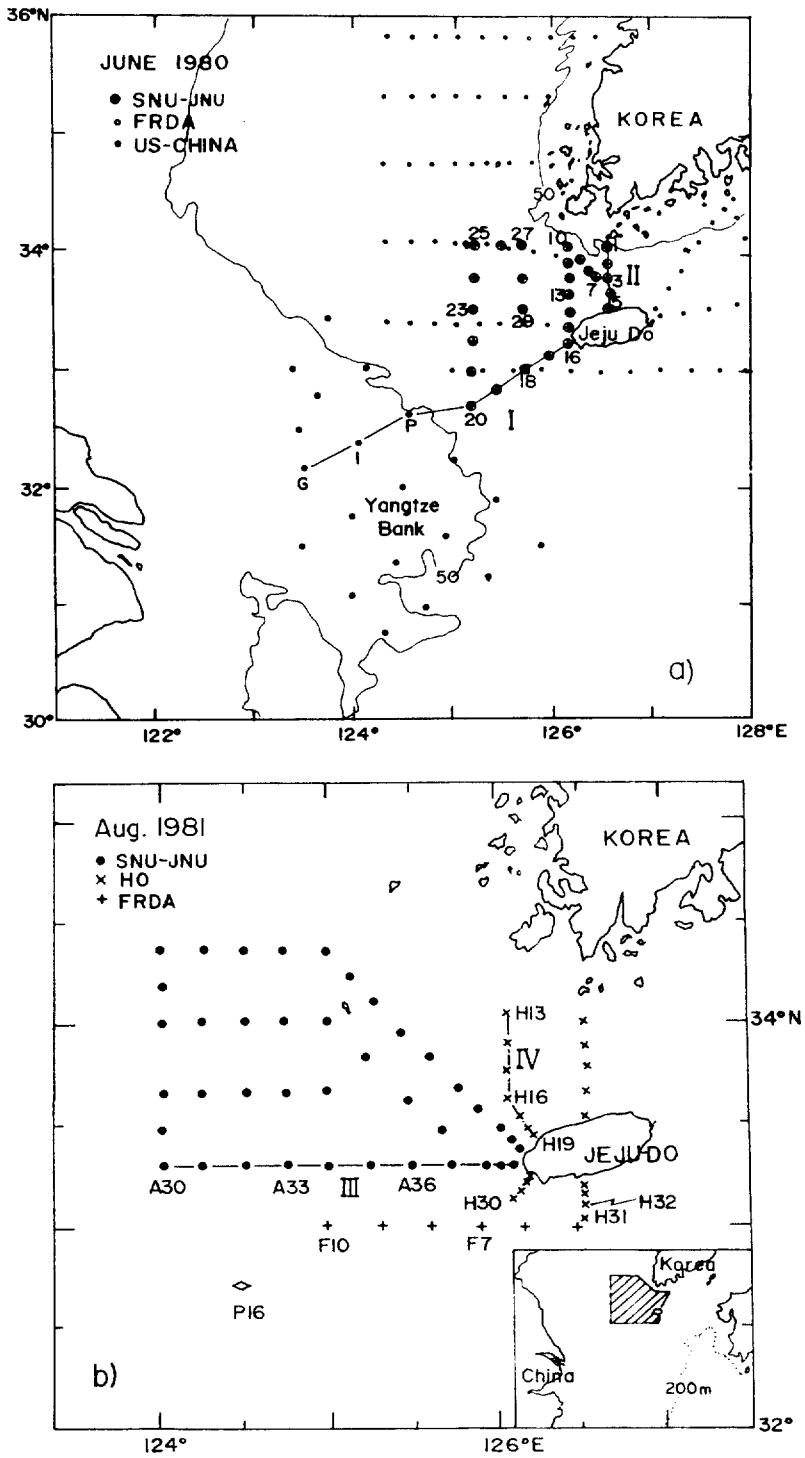 36°N
JUNE 1980
SNU-JNU
FRDA
US-CHINA
KOREA
50
34°
25 27 10 1
II
7 3
23 13 5
29
Jeju Do
16
18
20 I
P
I
G
32°
Yangtze
Bank
50
a)
30°
122° 124° 126° 128°E
Aug. 1981
SNU-JNU
HO
FRDA
KOREA
H13
34°N
IV
H16
H19
JEJU-DO
A30 A33 III A36
H30 H32
H31
F10 F7
P16
Korea
China
200m
b)
32°
124° 126°E